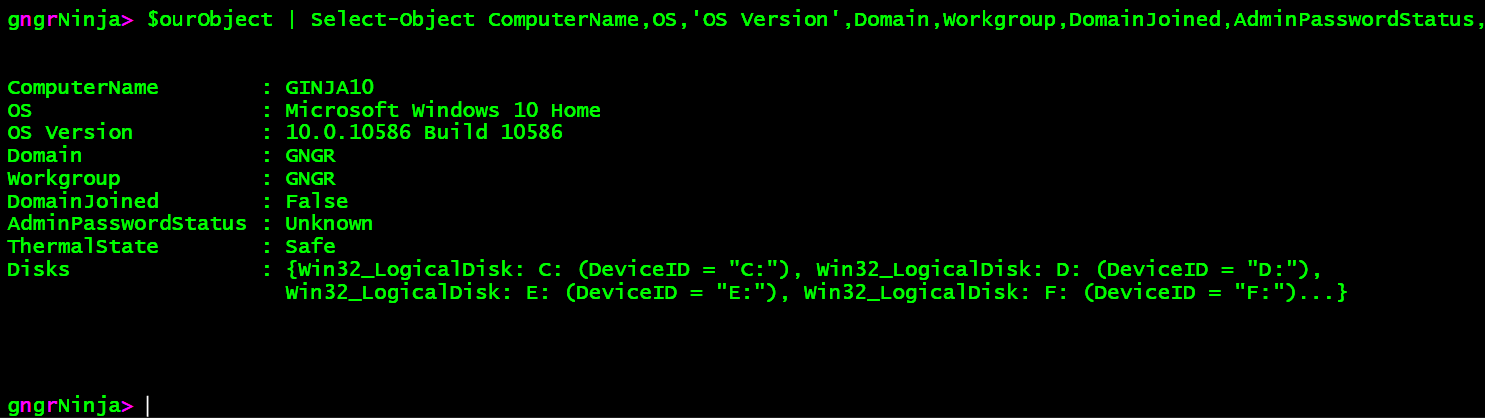 gngrNinja> $ourObject | Select-Object ComputerName,OS,'OS Version',Domain,Workgroup,DomainJoined,AdminPasswordStatus,
ComputerName : GINJA10
OS : Microsoft Windows 10 Home
OS Version : 10.0.10586 Build 10586
Domain : GNGR
Workgroup : GNGR
DomainJoined : False
AdminPasswordStatus : Unknown
ThermalState : Safe
Disks : {Win32_LogicalDisk: C: (DeviceID = "C:"), Win32_LogicalDisk: D: (DeviceID = "D:"),
Win32_LogicalDisk: E: (DeviceID = "E:"), Win32_LogicalDisk: F: (DeviceID = "F:")...}
gngrNinja>